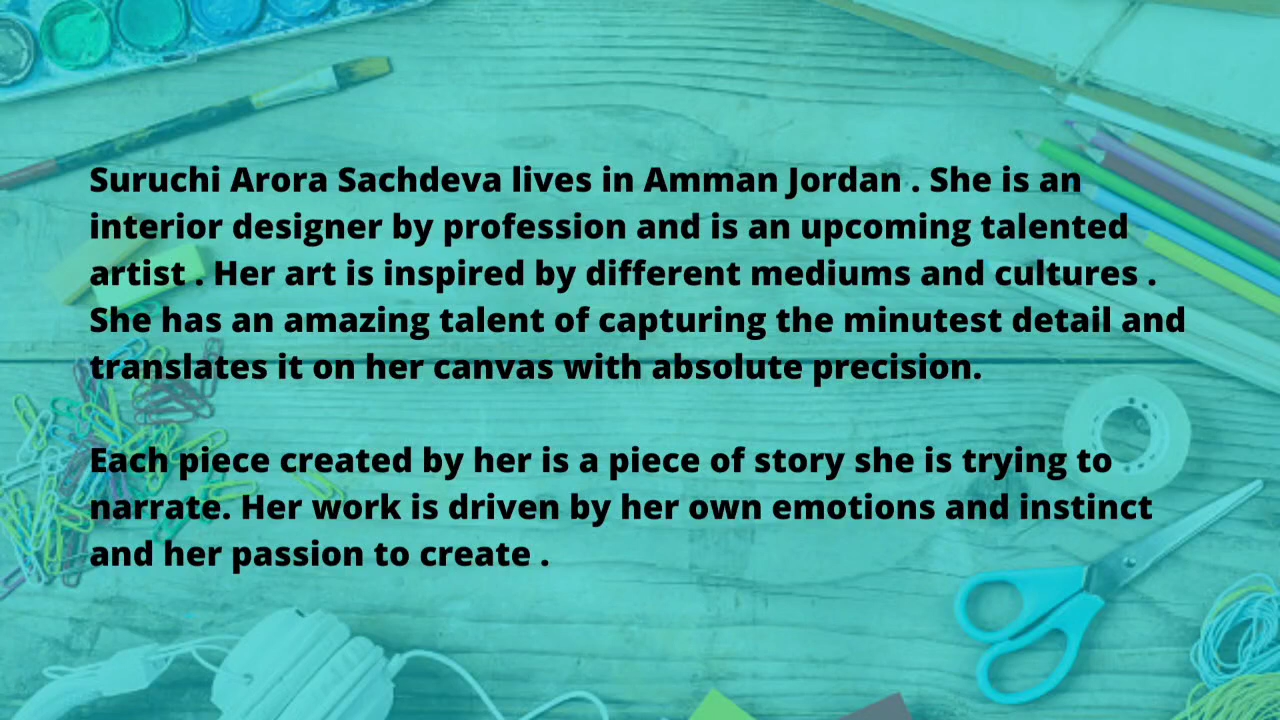 Suruchi Arora Sachdeva lives in Amman Jordan . She is an
interior designer by profession and is an upcoming talented
artist . Her art is inspired by different mediums and cultures .
She has an amazing talent of capturing the minutest detail and
translates it on her canvas with absolute precision.
Each piece created by her is a piece of story she is trying to
narrate. Her work is driven by her own emotions and instinct
and her passion to create .